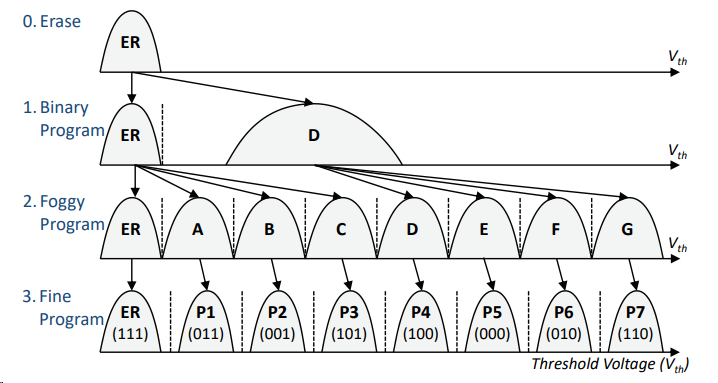 0. Erase
ER
Vth
1. Binary
Program
ER
D
Vth
2. Foggy
Program
ER A B C D E F G
Vth
3. Fine
Program
ER P1 P2 P3 P4 P5 P6 P7
(111) (011) (001) (101) (100) (000) (010) (110)
Threshold Voltage (Vth)